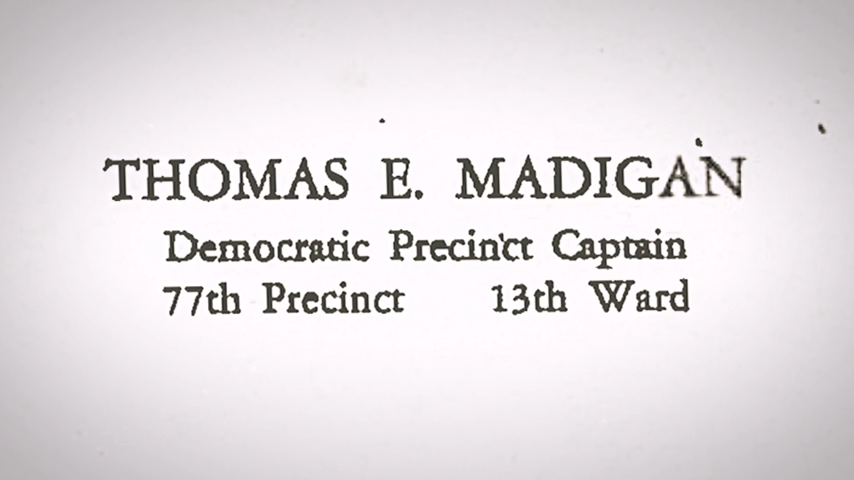 THOMAS E. MADIGAN
Democratic Precinct Captain
77th Precinct 13th Ward